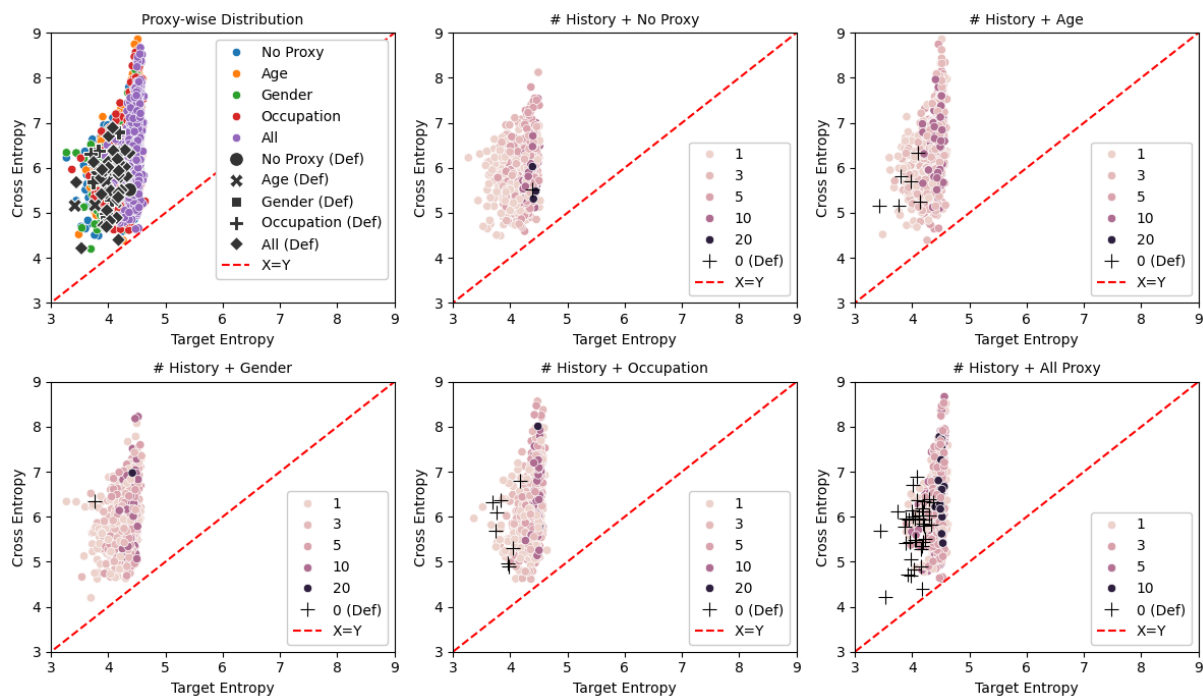 Proxy-wise Distribution
9
8
7
6
5
4
3
Cross Entropy
3 4 5 6 7 8 9
Target Entropy
No Proxy
Age
Gender
Occupation
All
No Proxy (Def)
Age (Def)
Gender (Def)
Occupation (Def)
All (Def)
X=Y
# History + No Proxy
9
8
7
6
5
4
3
Cross Entropy
3 4 5 6 7 8 9
Target Entropy
1
3
5
10
20
0 (Def)
X=Y
# History + Age
9
8
7
6
5
4
3
Cross Entropy
3 4 5 6 7 8 9
Target Entropy
1
3
5
10
20
0 (Def)
X=Y
# History + Gender
9
8
7
6
5
4
3
Cross Entropy
3 4 5 6 7 8 9
Target Entropy
1
3
5
10
20
0 (Def)
X=Y
# History + Occupation
9
8
7
6
5
4
3
Cross Entropy
3 4 5 6 7 8 9
Target Entropy
1
3
5
10
20
0 (Def)
X=Y
# History + All Proxy
9
8
7
6
5
4
3
Cross Entropy
3 4 5 6 7 8 9
Target Entropy
1
3
5
10
0 (Def)
X=Y